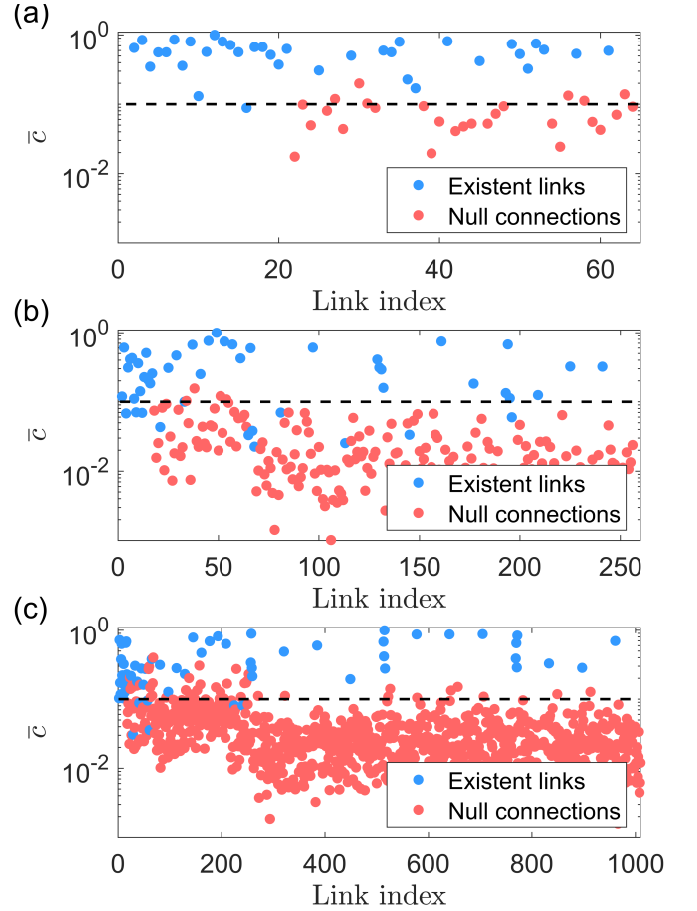 (a)
10^0
10^-2
c̅
0 20 40 60
Link index
Existent links
Null connections
(b)
10^0
10^-2
c̅
0 50 100 150 200 250
Link index
Existent links
Null connections
(c)
10^0
10^-2
c̅
0 200 400 600 800 1000
Link index
Existent links
Null connections